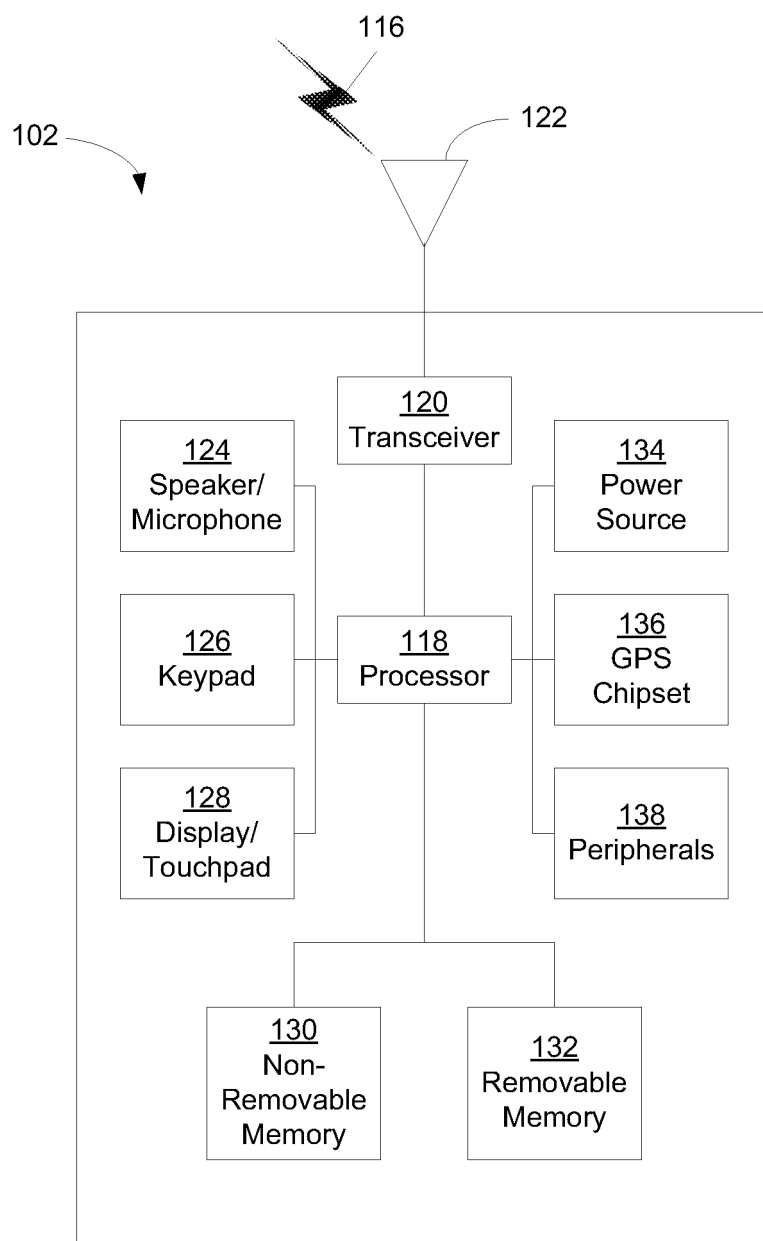 116
122
102
120
Transceiver
124
Speaker/
Microphone
134
Power
Source
126
Keypad
118
Processor
136
GPS
Chipset
128
Display/
Touchpad
138
Peripherals
130
Non-
Removable
Memory
132
Removable
Memory